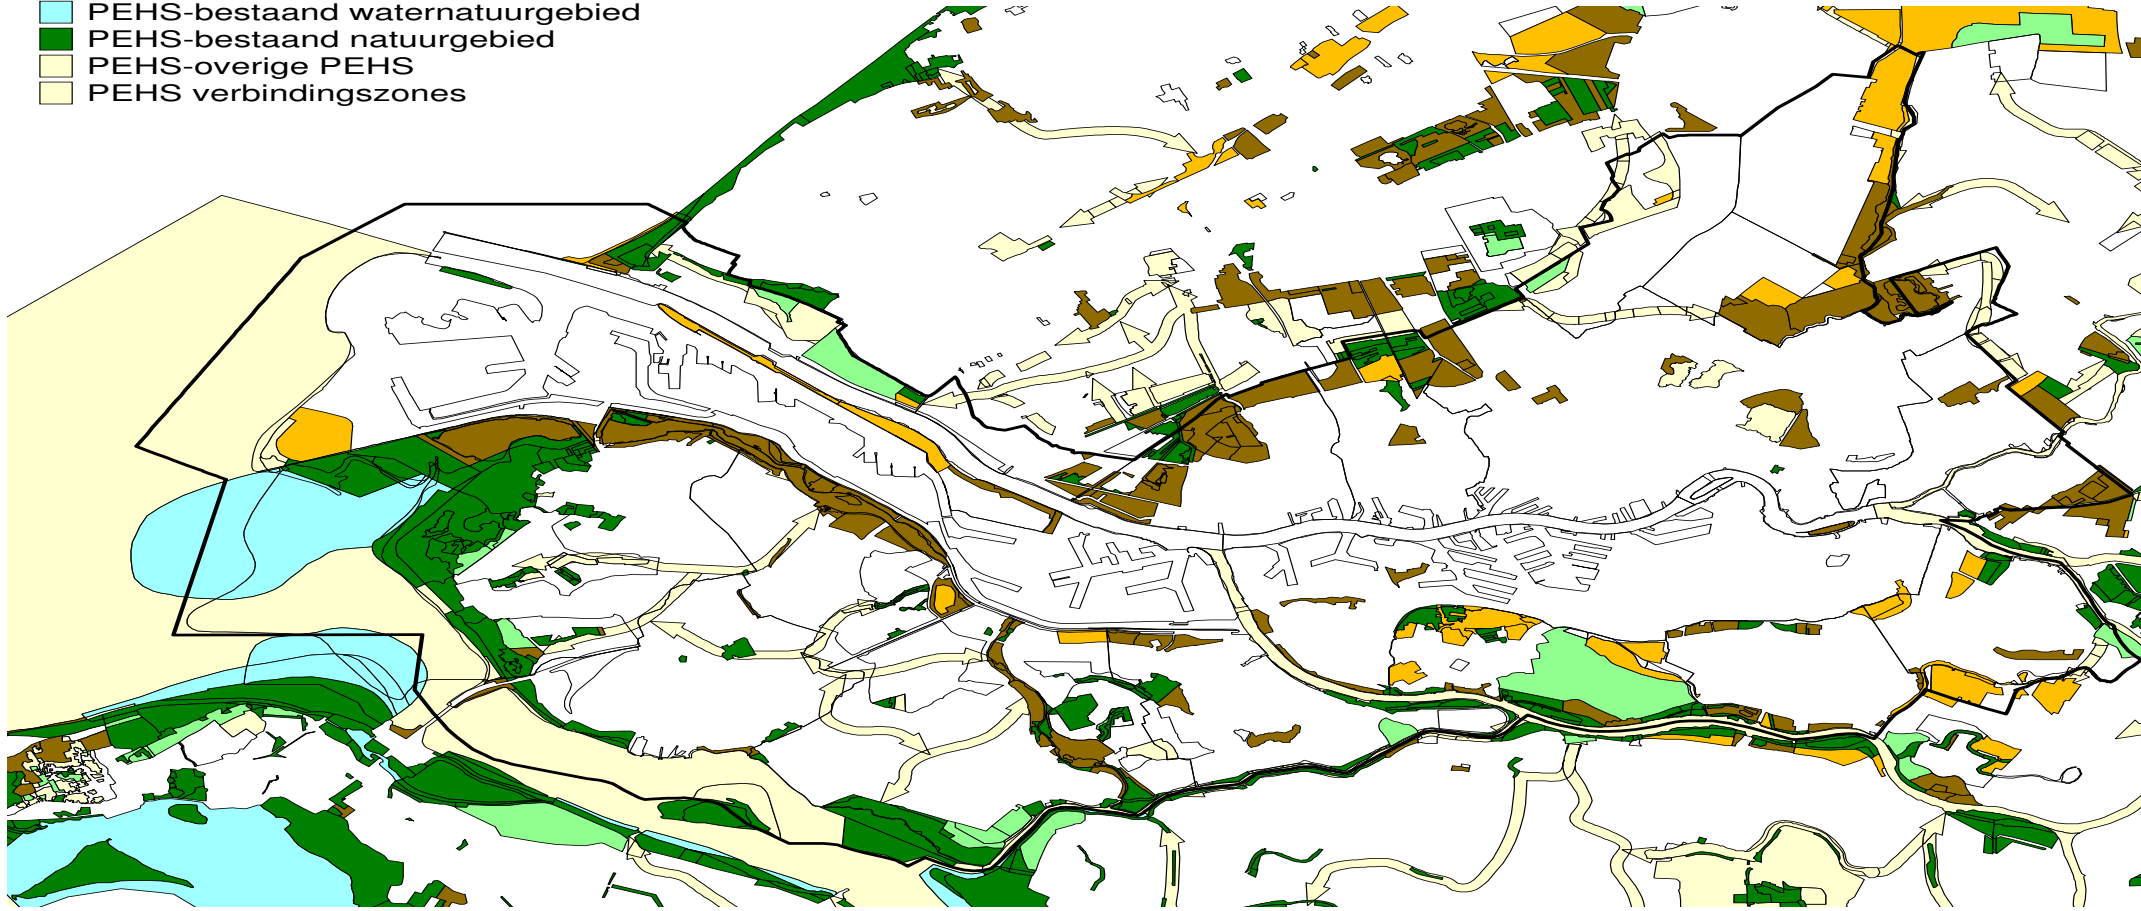 PEHS-bestaand waternatuurgebied
PEHS-bestaand natuurgebied
PEHS-overige PEHS
PEHS verbindingszones